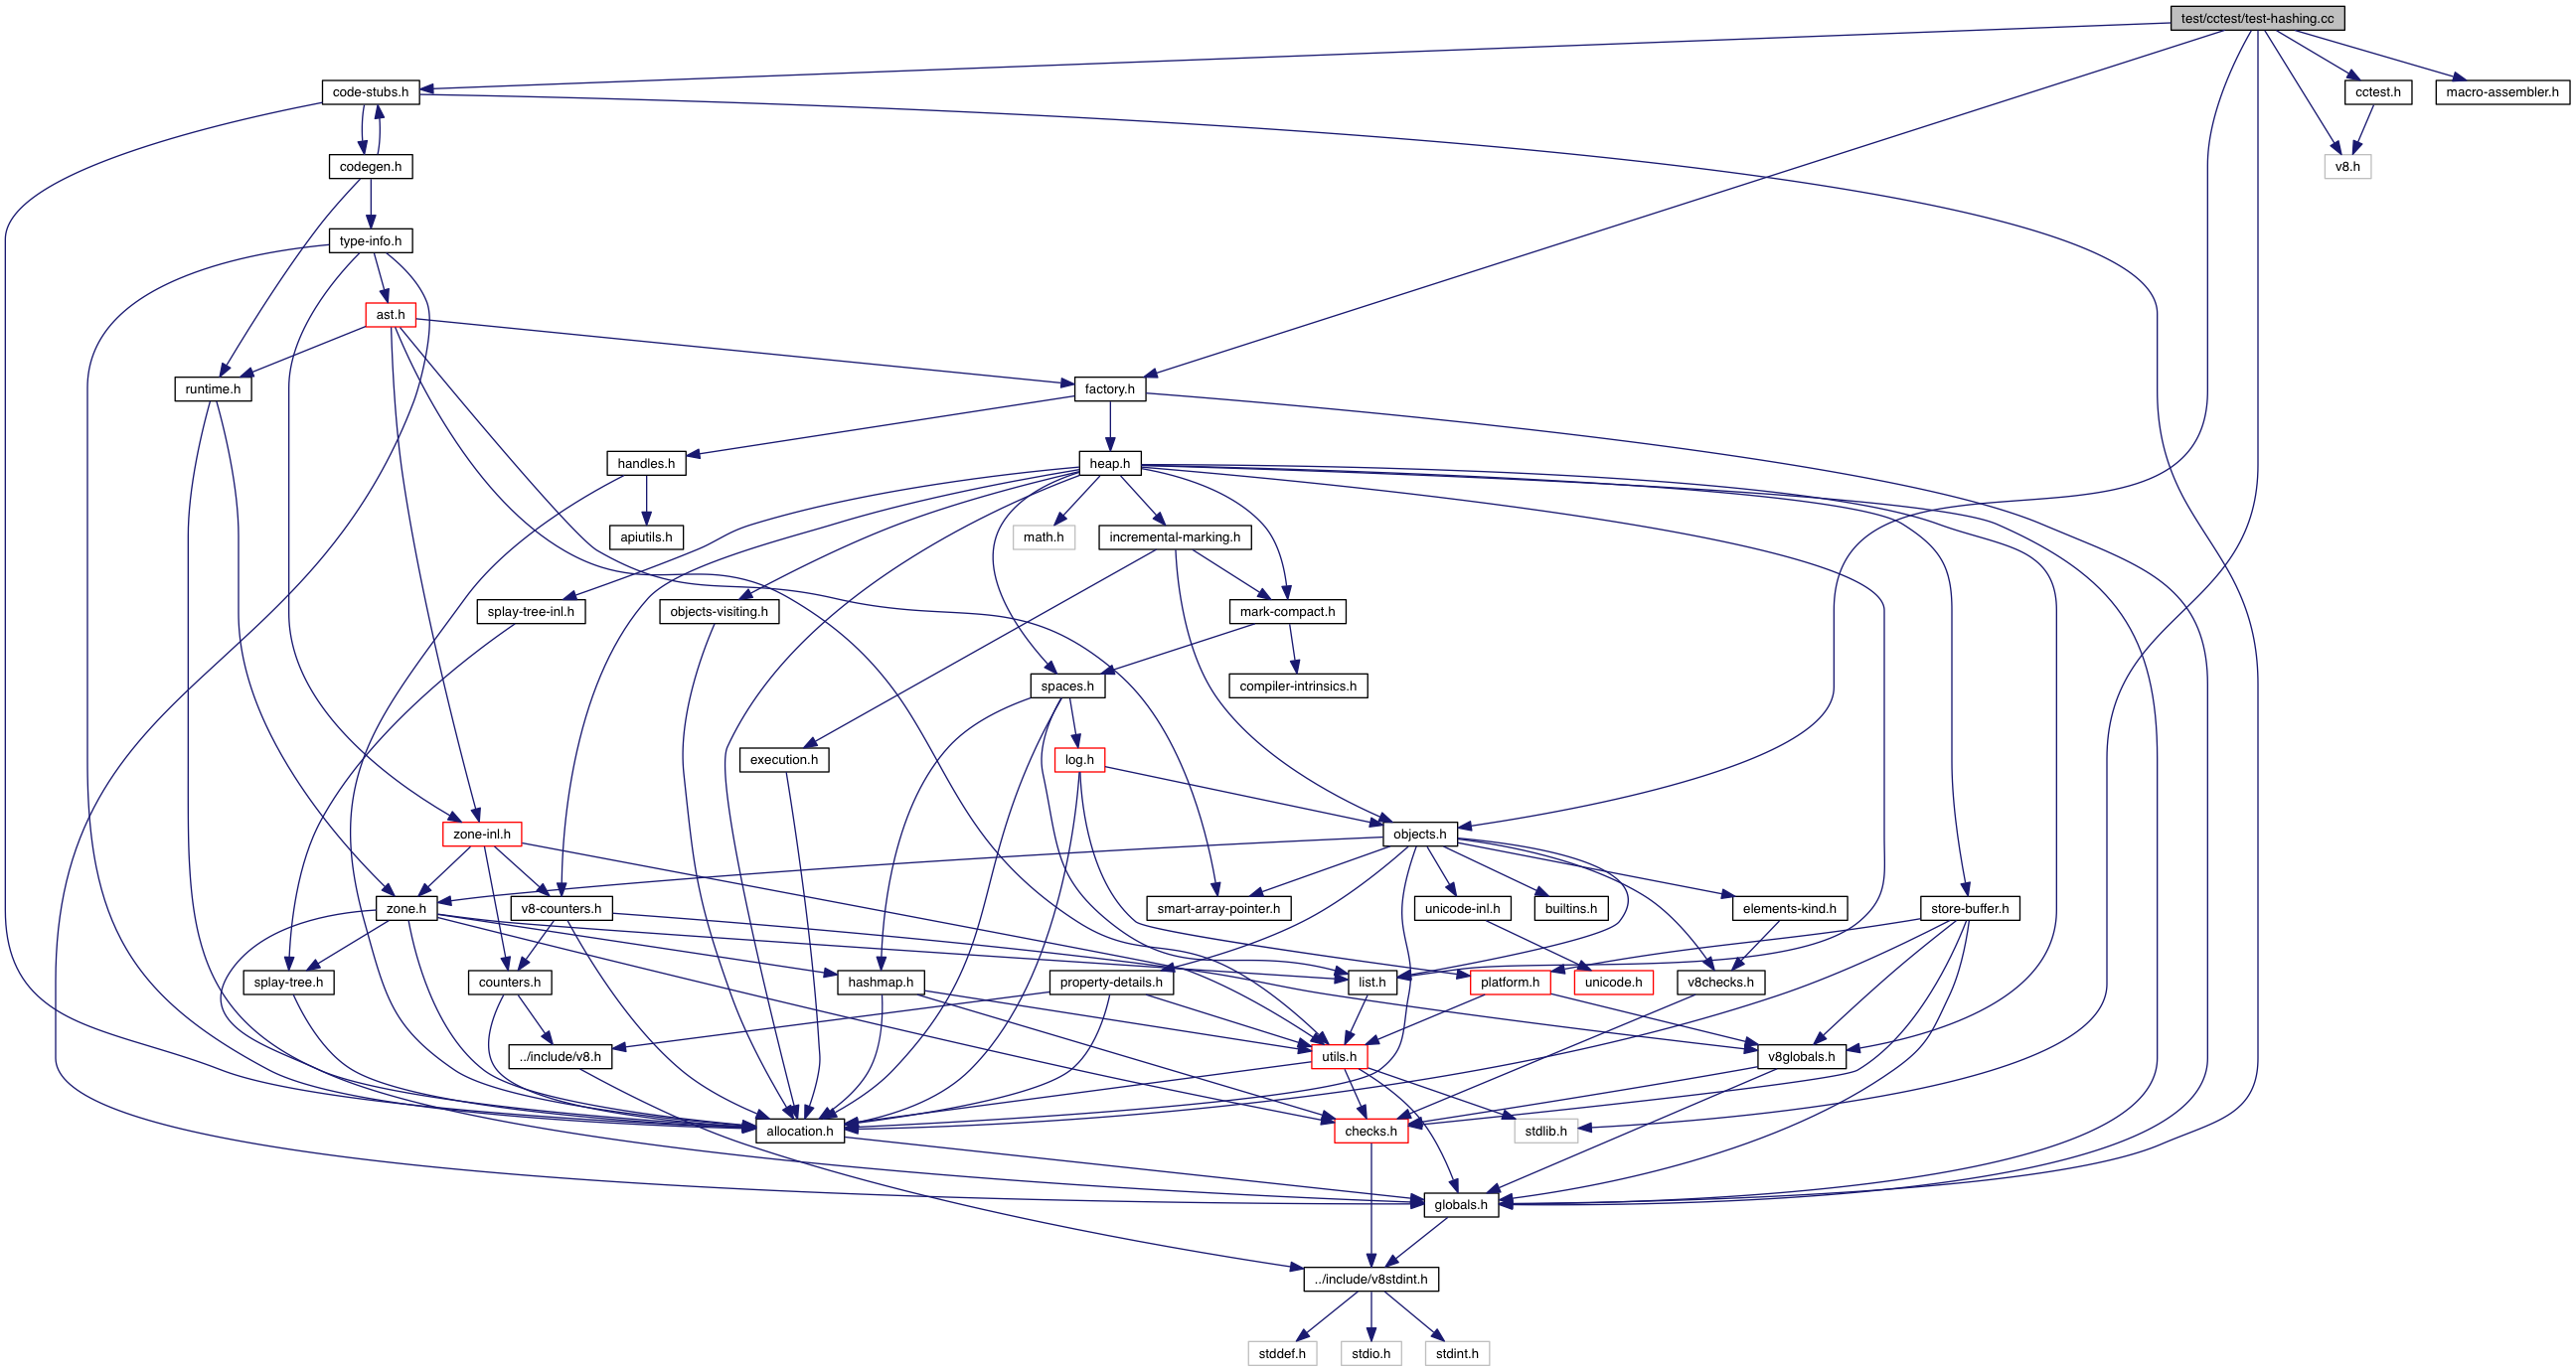 test/cctest/test-hashing.cc
code-stubs.h
cctest.h
macro-assembler.h
codegen.h
v8.h
type-info.h
ast.h
runtime.h
factory.h
handles.h
heap.h
apiutils.h
math.h
incremental-marking.h
splay-tree-inl.h
objects-visiting.h
mark-compact.h
spaces.h
compiler-intrinsics.h
execution.h
log.h
zone-inl.h
objects.h
zone.h
v8-counters.h
smart-array-pointer.h
unicode-inl.h
builtins.h
elements-kind.h
store-buffer.h
splay-tree.h
counters.h
hashmap.h
property-details.h
list.h
platform.h
unicode.h
v8checks.h
../include/v8.h
utils.h
v8globals.h
allocation.h
checks.h
stdlib.h
globals.h
../include/v8stdint.h
stddef.h
stdio.h
stdint.h